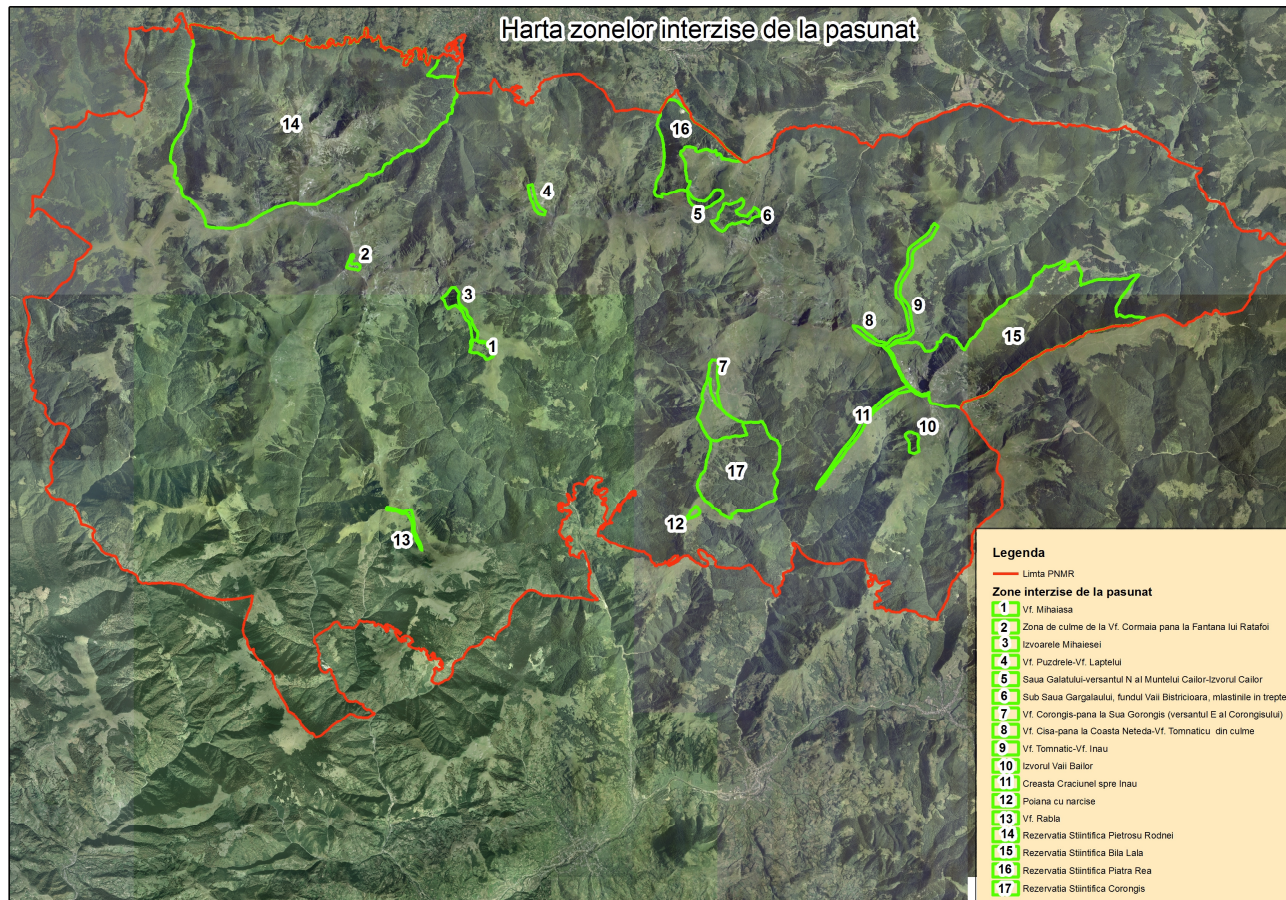 Harta zonelor interzise de la pasunat
14
16
4
5
6
2
3
9
8
1
15
7
11
10
17
12
13
Legenda
Limta PNMR
Zone interzise de la pasunat
1 Vf. Mihaiasa
2 Zona de culme de la Vf. Cormaia pana la Fantana lui Ratafoi
3 Izvoarele Mihaiesei
4 Vf. Puzdrele-Vf. Laptelui
5 Saua Galatului-versantul N al Muntelui Cailor-Izvorul Cailor
6 Sub Saua Gargalaului, fundul Vaii Bistricioara, mlastinile in trepte
7 Vf. Corongis-pana la Sua Gorongis (versantul E al Corongisului)
8 Vf. Cisa-pana la Coasta Neteda-Vf. Tomnaticu din culme
9 Vf. Tomnatic-Vf. Inau
10 Izvorul Vaii Bailor
11 Creasta Craciunel spre Inau
12 Poiana cu narcise
13 Vf. Rabla
14 Rezervatia Stiintifica Pietrosu Rodnei
15 Rezervatia Stiintifica Bila Lala
16 Rezervatia Stiintifica Piatra Rea
17 Rezervatia Stiintifica Corongis